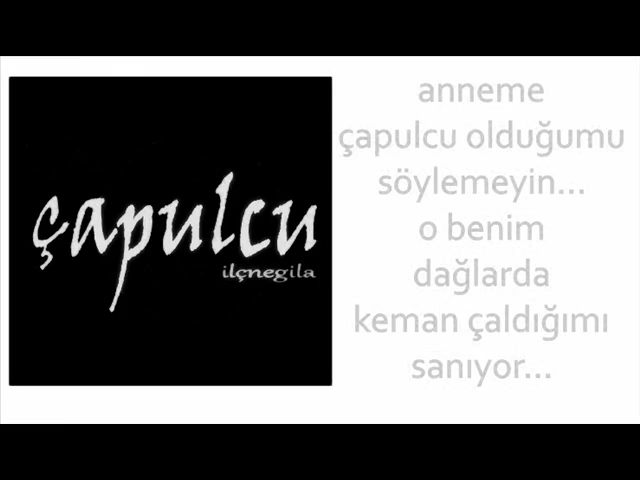 çapulcu
ilçnegila
anneme
çapulcu olduğumu
söylemeyin...
o benim
dağlarda
keman çaldığımı
sanıyor...